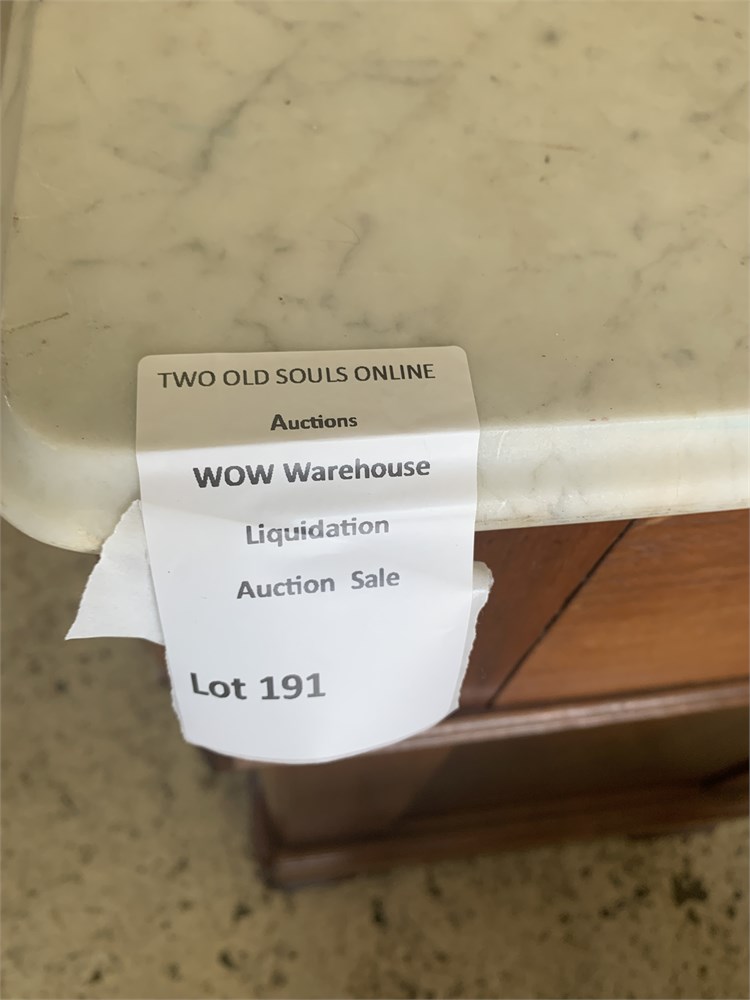 TWO OLD SOULS ONLINE
Auctions
WOW Warehouse
Liquidation
Auction Sale
Lot 191